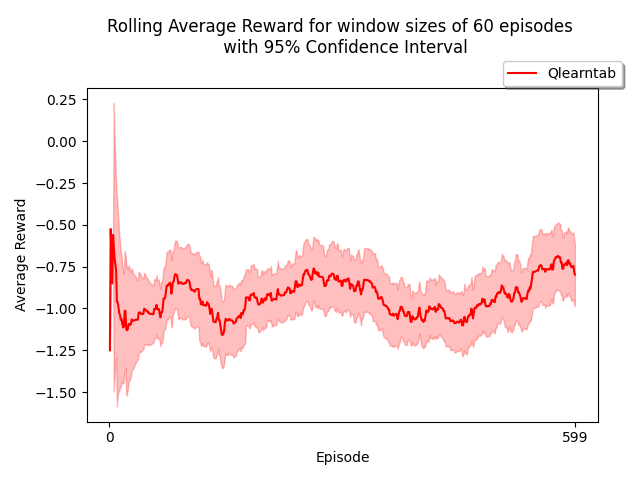 Rolling Average Reward for window sizes of 60 episodes
with 95% Confidence Interval
Qlearntab
0.25
0.00
−0.25
−0.50
−0.75
−1.00
−1.25
−1.50
Average Reward
0
599
Episode